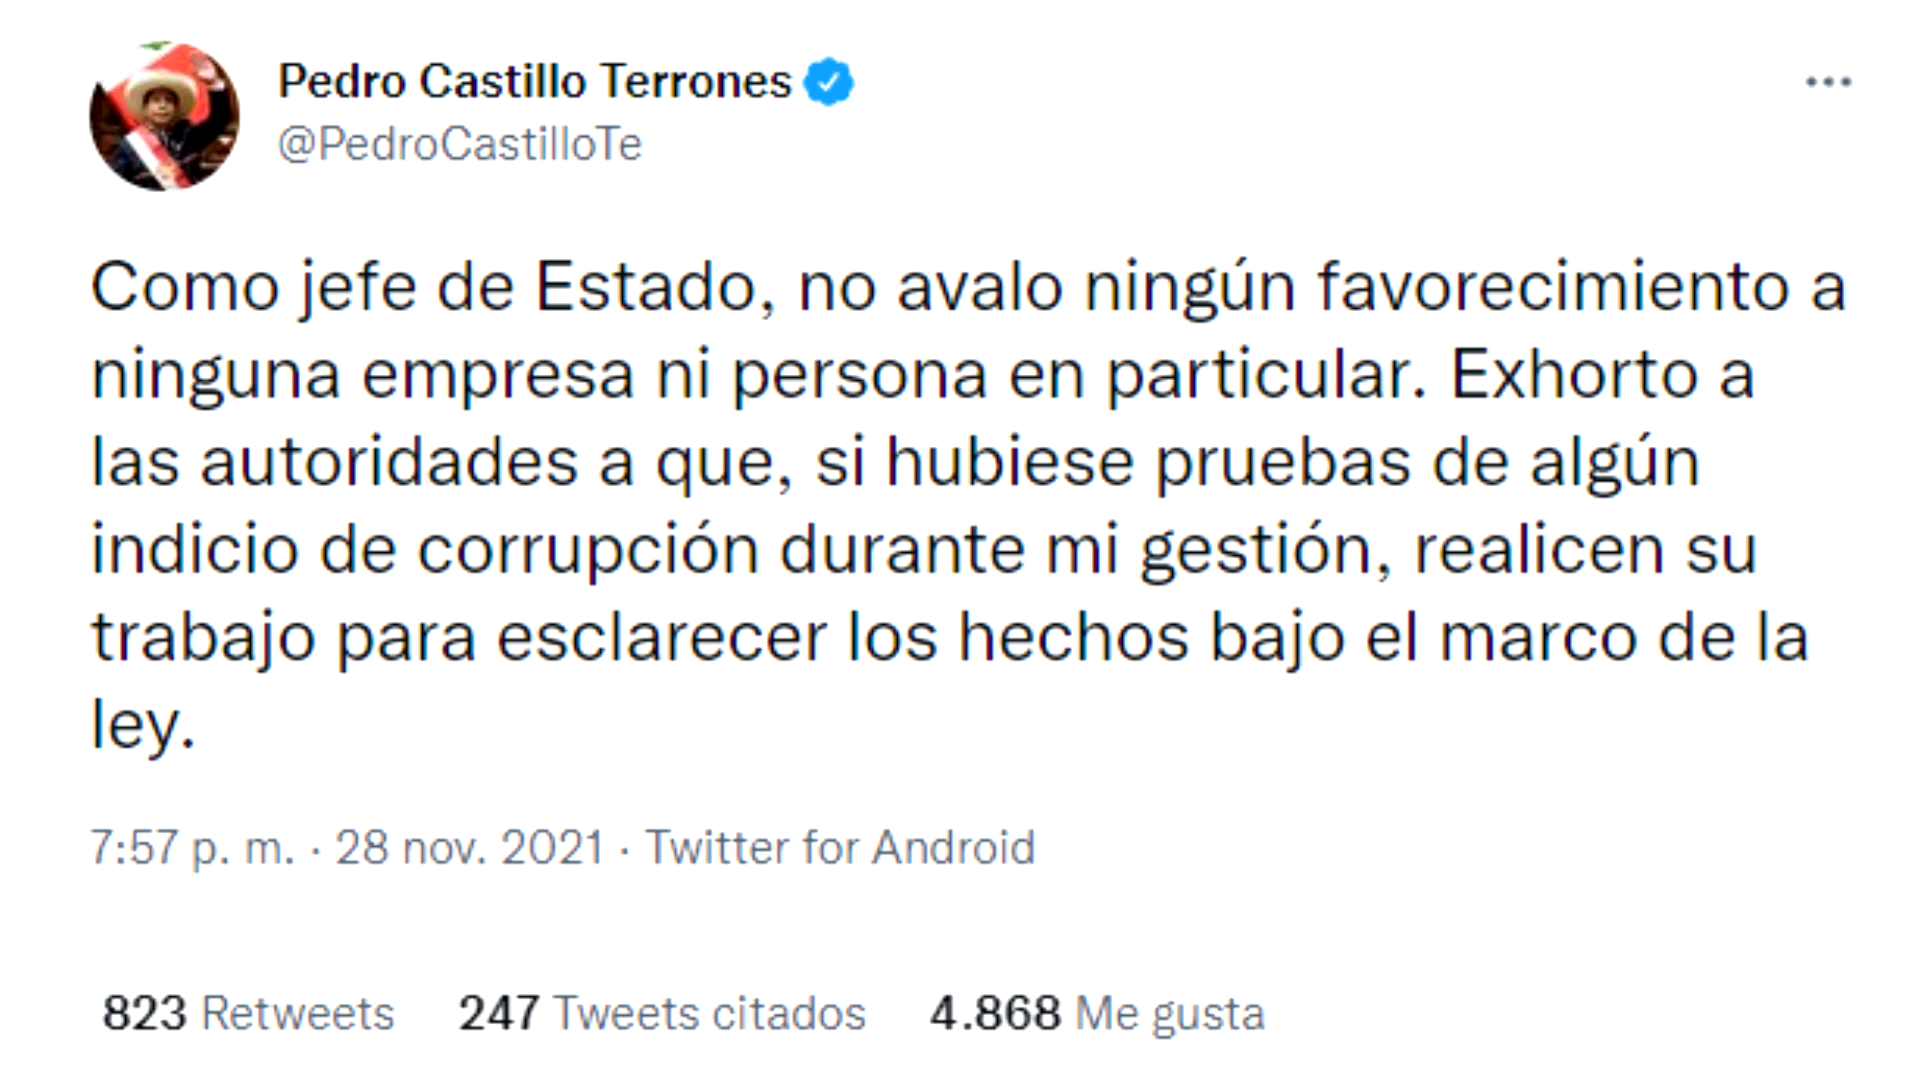 Pedro Castillo Terrones
@PedroCastilloTe
Como jefe de Estado, no avalo ningún favorecimiento a
ninguna empresa ni persona en particular. Exhorto a
las autoridades a que, si hubiese pruebas de algún
indicio de corrupción durante mi gestión, realicen su
trabajo para esclarecer los hechos bajo el marco de la
ley.
7:57 p. m. · 28 nov. 2021 · Twitter for Android
823 Retweets 247 Tweets citados 4.868 Me gusta